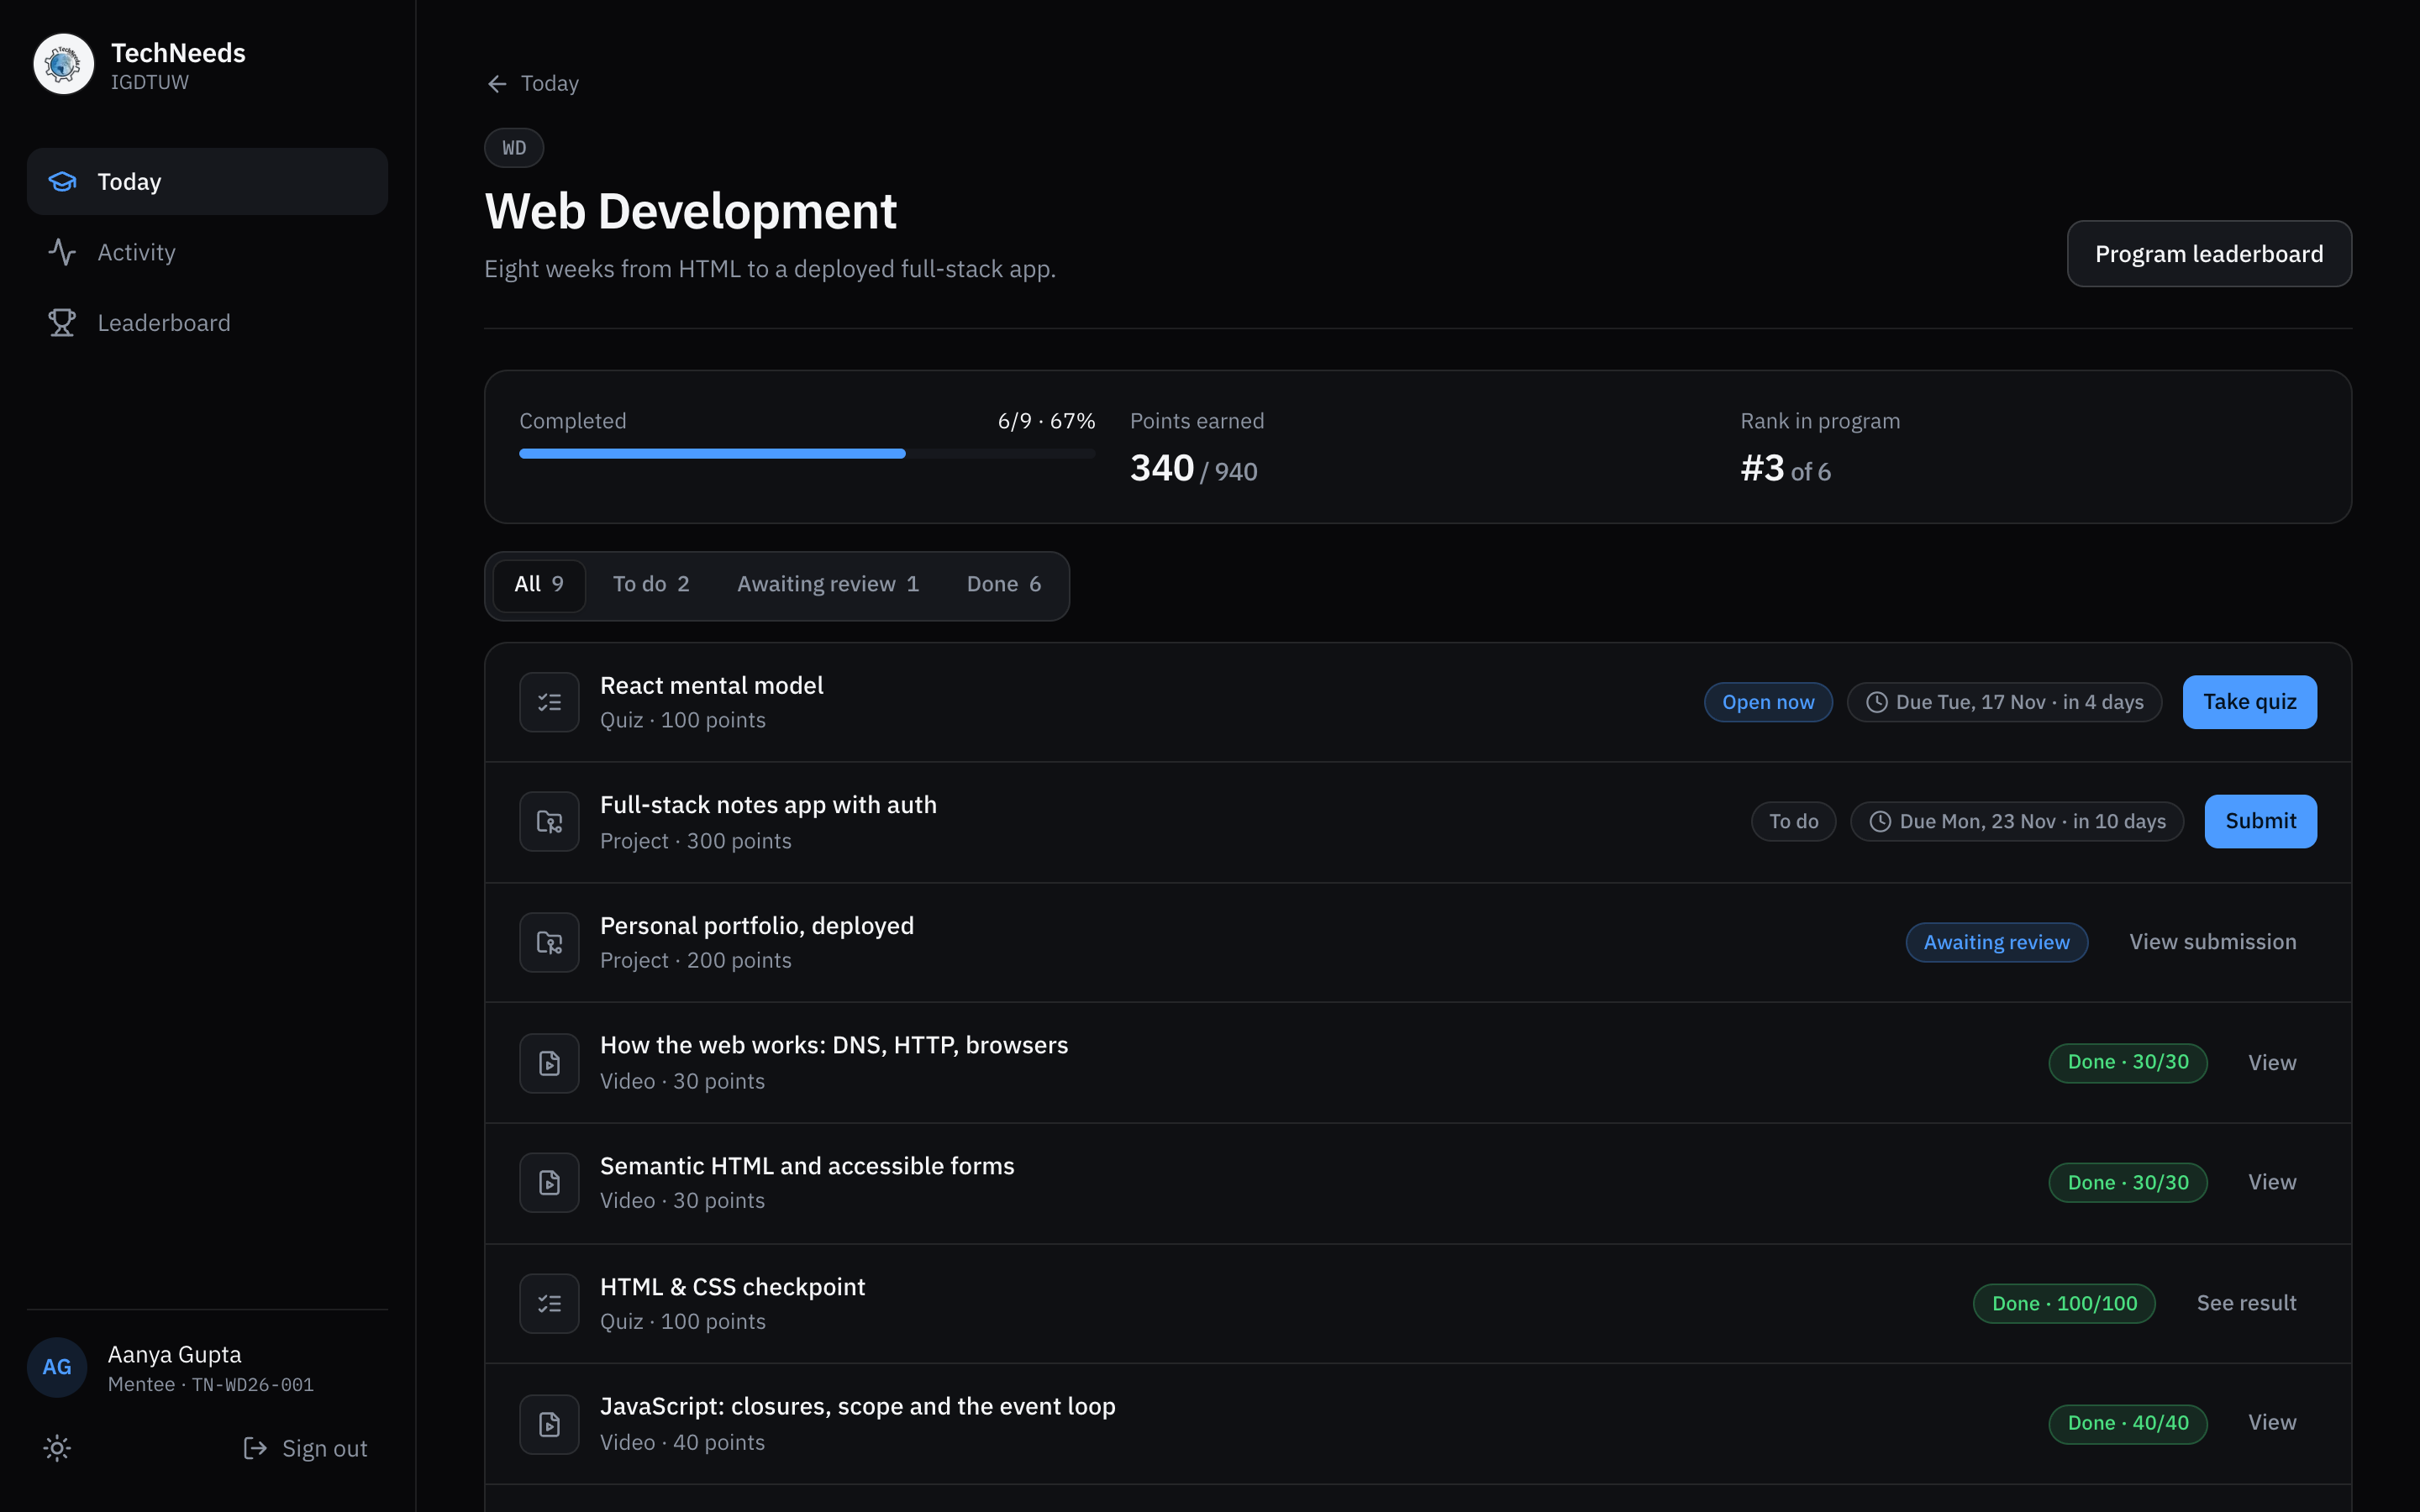 TechNeeds
IGDTUW
Today
Activity
Leaderboard
Today
WD
Web Development
Eight weeks from HTML to a deployed full-stack app.
Program leaderboard
Completed 6/9 · 67%
Points earned
340 / 940
Rank in program
#3 of 6
All 9 To do 2 Awaiting review 1 Done 6
React mental model
Quiz · 100 points
Open now Due Tue, 17 Nov · in 4 days Take quiz
Full-stack notes app with auth
Project · 300 points
To do Due Mon, 23 Nov · in 10 days Submit
Personal portfolio, deployed
Project · 200 points
Awaiting review View submission
How the web works: DNS, HTTP, browsers
Video · 30 points
Done · 30/30 View
Semantic HTML and accessible forms
Video · 30 points
Done · 30/30 View
HTML & CSS checkpoint
Quiz · 100 points
Done · 100/100 See result
JavaScript: closures, scope and the event loop
Video · 40 points
Done · 40/40 View
AG
Aanya Gupta
Mentee · TN-WD26-001
Sign out